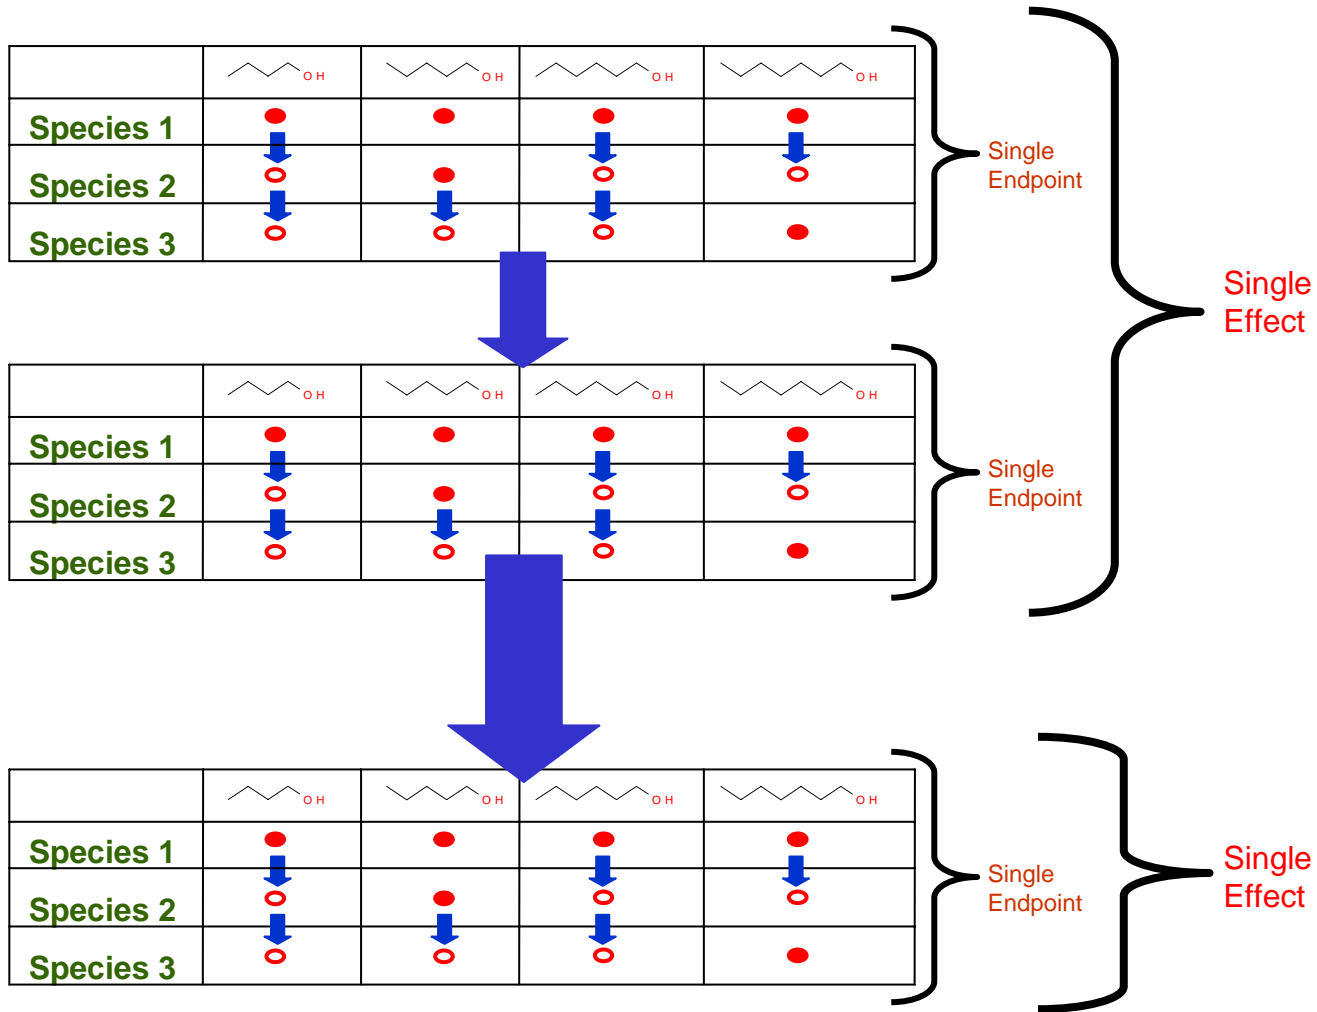 OH OH OH OH
Species 1
Species 2
Species 3
Single
Endpoint
Single
Effect
OH OH OH OH
Species 1
Species 2
Species 3
Single
Endpoint
OH OH OH OH
Species 1
Species 2
Species 3
Single
Endpoint
Single
Effect